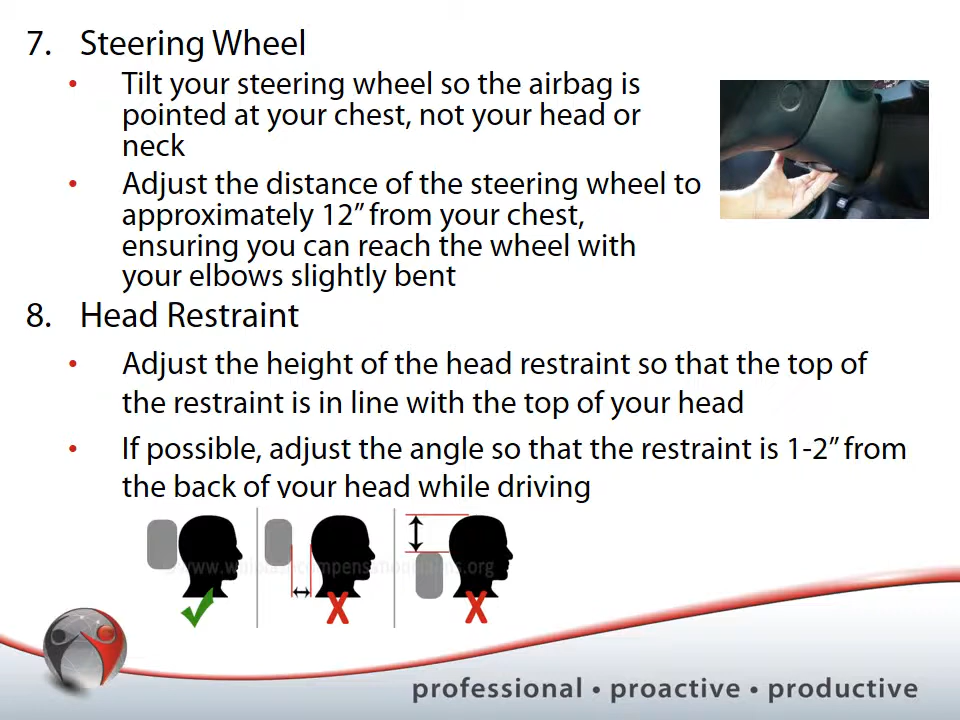 7. Steering Wheel
• Tilt your steering wheel so the airbag is
pointed at your chest, not your head or
neck
• Adjust the distance of the steering wheel to
approximately 12” from your chest,
ensuring you can reach the wheel with
your elbows slightly bent
8. Head Restraint
• Adjust the height of the head restraint so that the top of
the restraint is in line with the top of your head
• If possible, adjust the angle so that the restraint is 1-2” from
the back of your head while driving
professional • proactive • productive